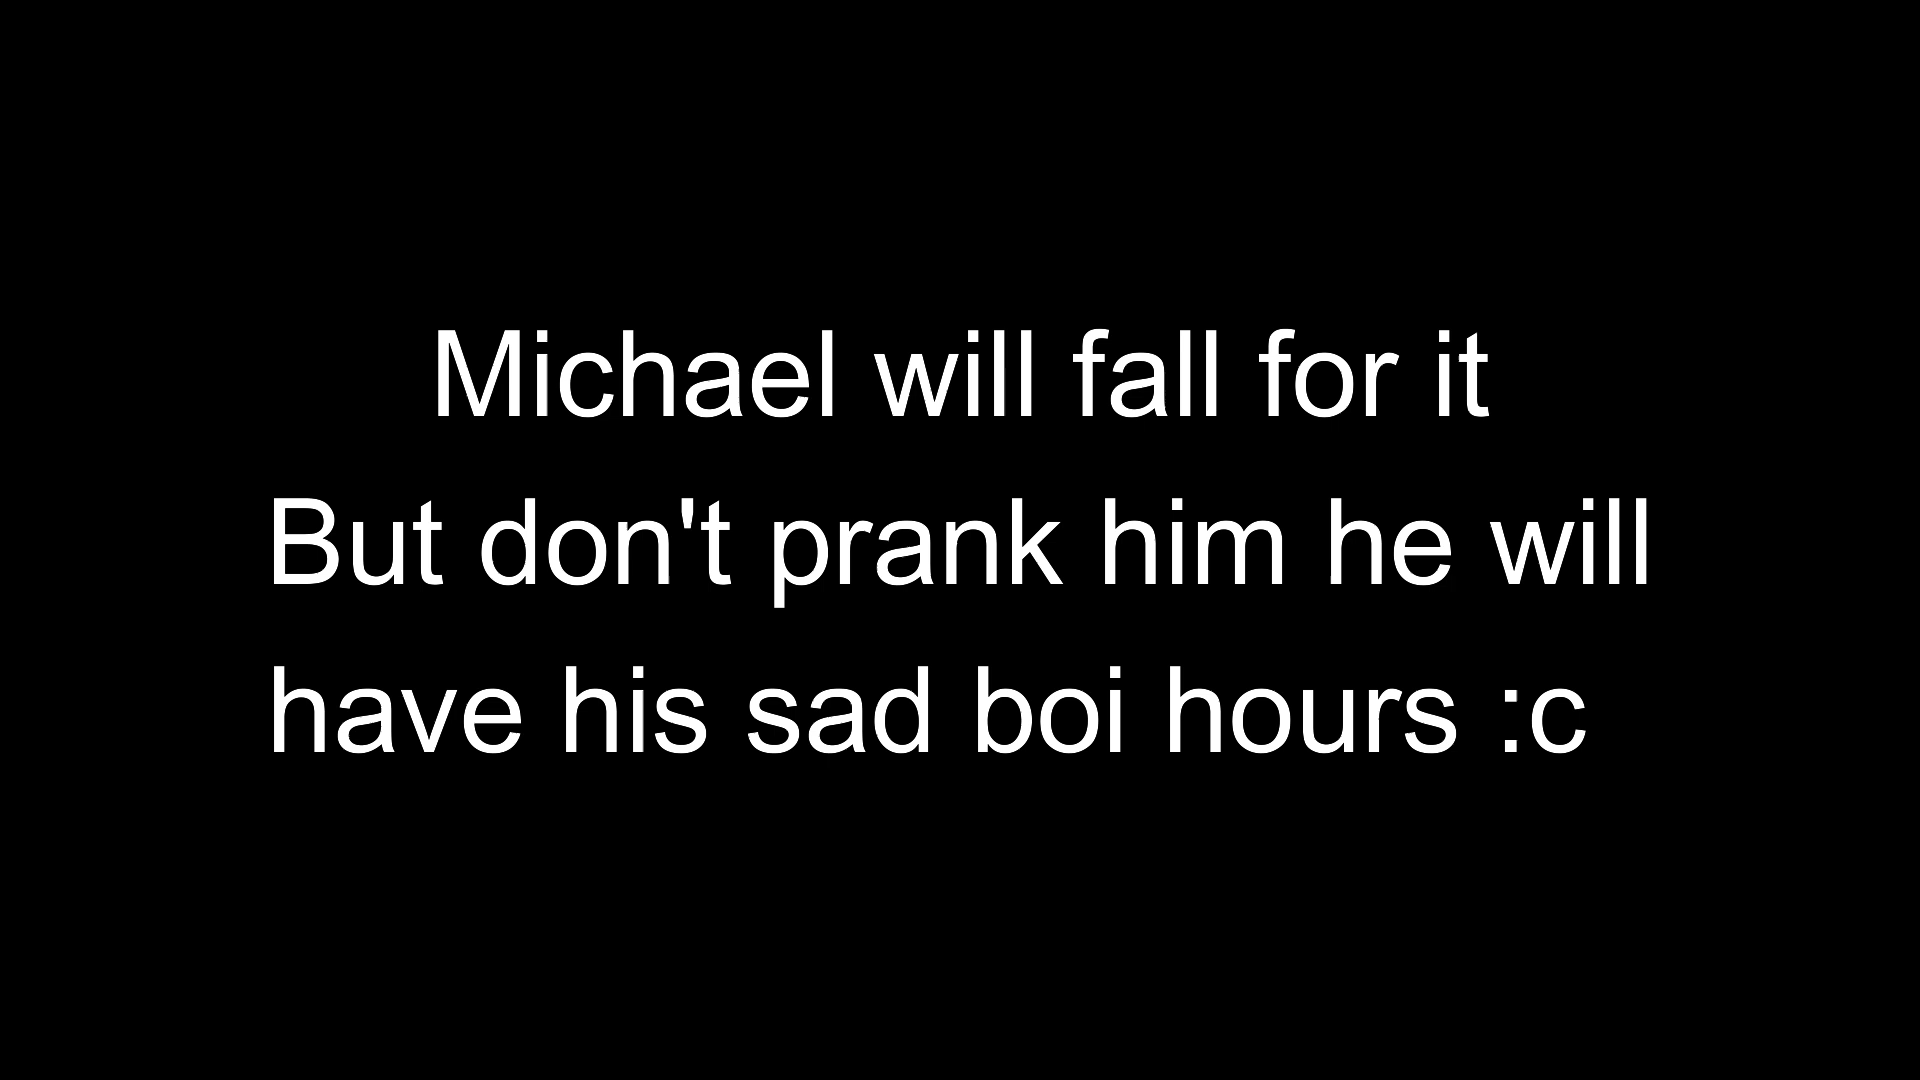 Michael will fall for it
But don't prank him he will
have his sad boi hours :c